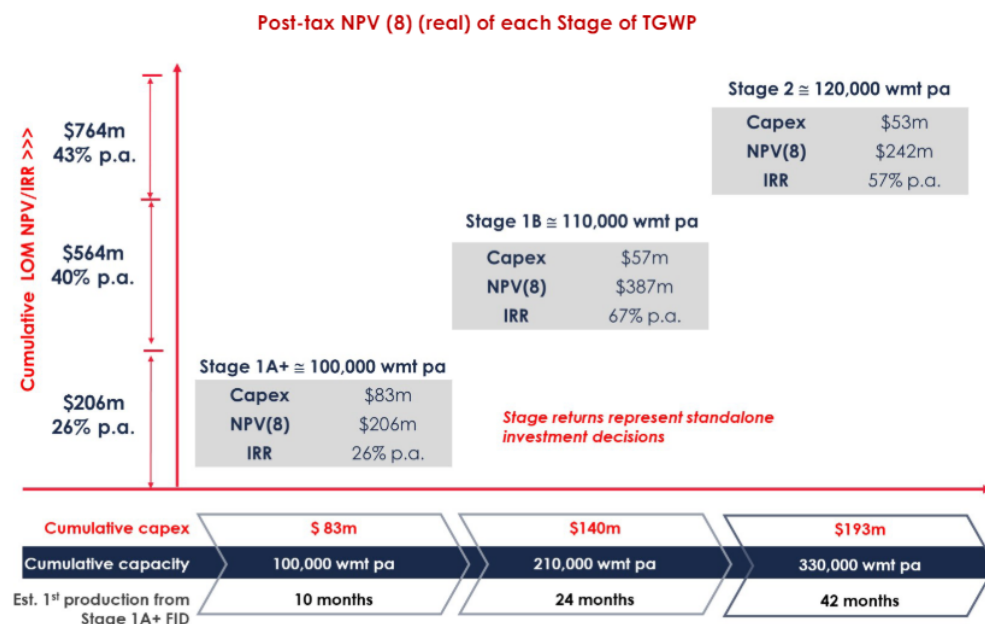 Post-tax NPV (8) (real) of each Stage of TGWP
Cumulative LOM NPV/IRR >>>
$764m
43% p.a.
$564m
40% p.a.
$206m
26% p.a.
Stage 2 ≅ 120,000 wmt pa
Capex $53m
NPV(8) $242m
IRR 57% p.a.
Stage 1B ≅ 110,000 wmt pa
Capex $57m
NPV(8) $387m
IRR 67% p.a.
Stage 1A+ ≅ 100,000 wmt pa
Capex $83m
NPV(8) $206m
IRR 26% p.a.
Stage returns represent standalone
investment decisions
Cumulative capex $ 83m $140m $193m
Cumulative capacity 100,000 wmt pa 210,000 wmt pa 330,000 wmt pa
Est. 1st production from 10 months 24 months 42 months
Stage 1A+ FID